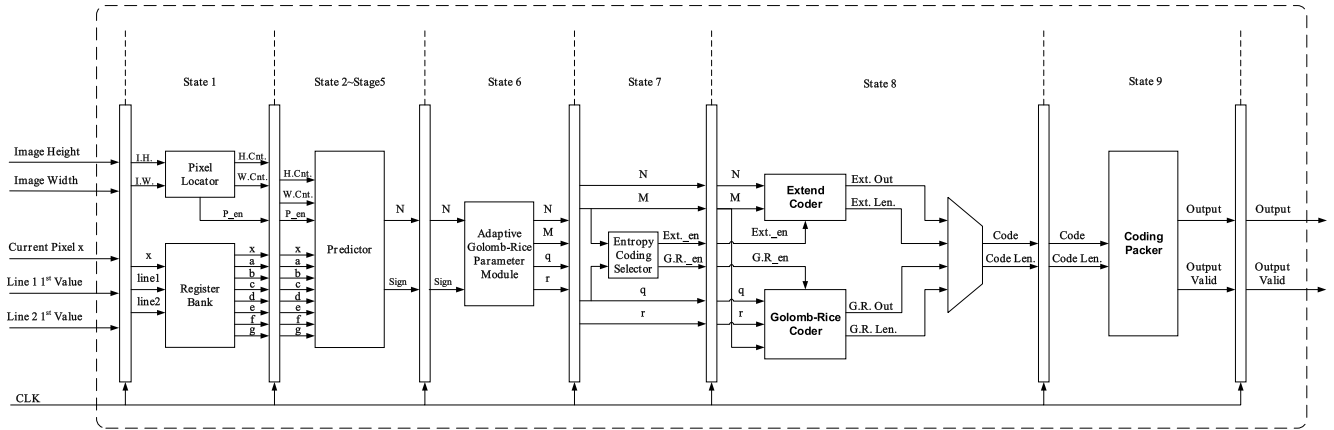 State 1
State 2~Stage5
State 6
State 7
State 8
State 9
Image Height
Image Width
Current Pixel x
Line 1 1st Value
Line 2 1st Value
CLK
I.H.
I.W.
Pixel
Locator
H.Cnt.
W.Cnt.
P_en
x
line1
line2
Register
Bank
x
a
b
c
d
e
f
g
H.Cnt.
W.Cnt.
P_en
x
a
b
c
d
e
f
g
Predictor
N
Sign
N
Sign
Adaptive
Golomb-Rice
Parameter
Module
N
M
q
r
N
M
Entropy
Coding
Selector
Ext._en
G.R._en
q
r
N
M
Extend
Coder
Ext. Out
Ext. Len.
Ext._en
G.R._en
q
r
Golomb-Rice
Coder
G.R. Out
G.R. Len.
Code
Code Len.
Code
Code Len.
Coding
Packer
Output
Output
Valid
Output
Output
Valid